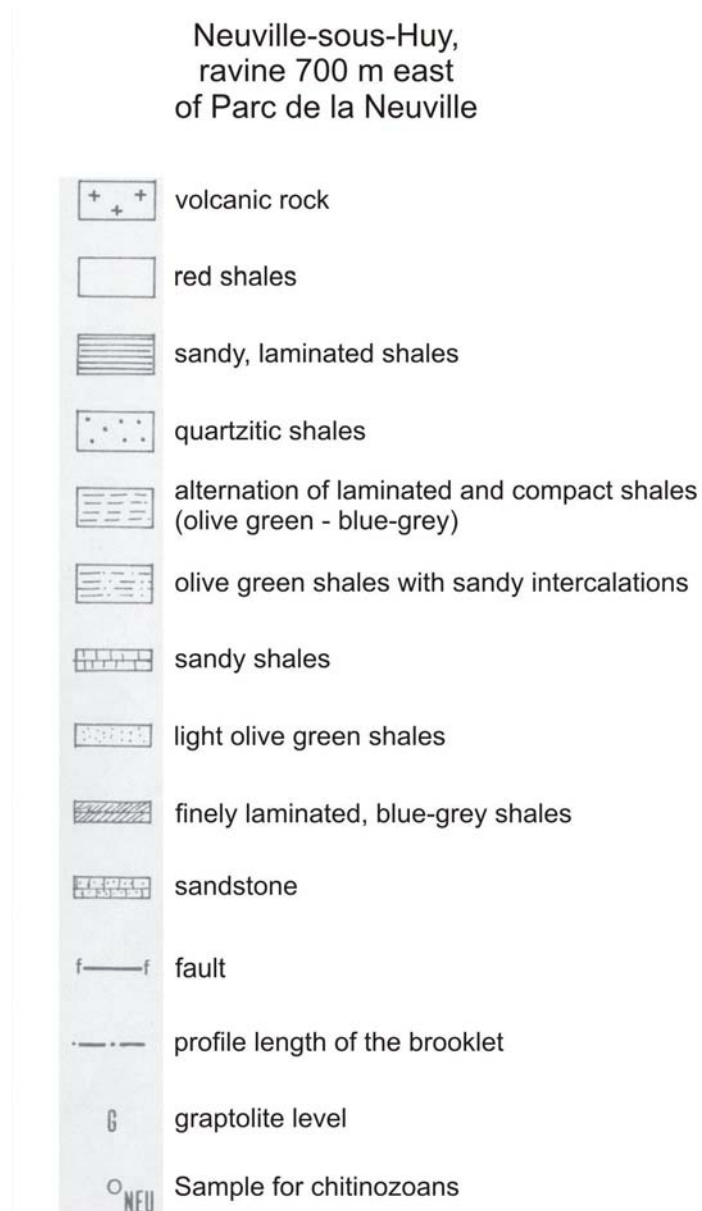 Neuville-sous-Huy,
ravine 700 m east
of Parc de la Neuville
volcanic rock
red shales
sandy, laminated shales
quartzitic shales
alternation of laminated and compact shales
(olive green - blue-grey)
olive green shales with sandy intercalations
sandy shales
light olive green shales
finely laminated, blue-grey shales
sandstone
f f fault
profile length of the brooklet
G graptolite level
NEU Sample for chitinozoans